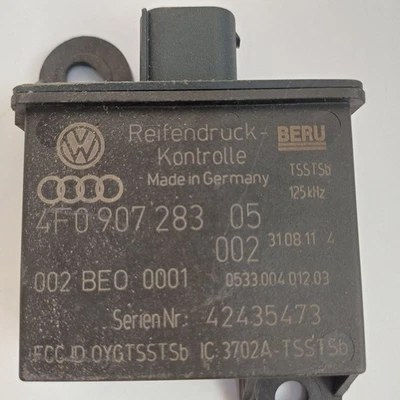 Reifendruck- BERU
Kontrolle TSSTSb
Made in Germany 125 kHz
4F0 907 283 05
002 31 08 11 4
002 BEO 0001 0533 004 012 03
Serien Nr: 42435473
FCC ID OYGTSSTSb IC: 3702A-TSSTSb